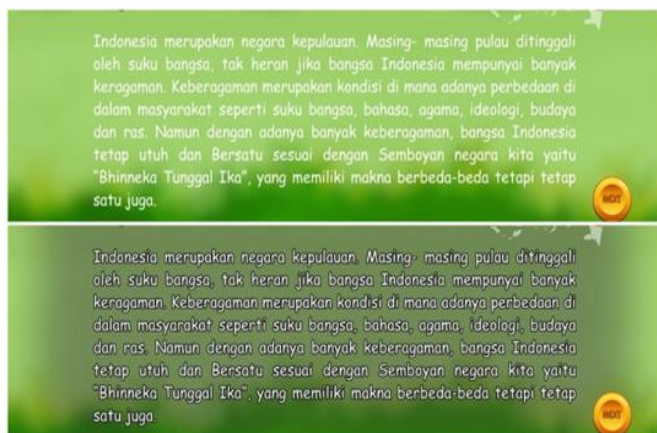 Indonesia merupakan negara kepulauan. Masing- masing pulau ditinggali
oleh suku bangsa, tak heran jika bangsa Indonesia mempunyai banyak
keragaman. Keberagaman merupakan kondisi di mana adanya perbedaan di
dalam masyarakat seperti suku bangsa, bahasa, agama, ideologi, budaya
dan ras. Namun dengan adanya banyak keberagaman, bangsa Indonesia
tetap utuh dan Bersatu sesuai dengan Semboyan negara kita yaitu
"Bhinneka Tunggal Ika", yang memiliki makna berbeda-beda tetapi tetap
satu juga.
NEXT
Indonesia merupakan negara kepulauan. Masing- masing pulau ditinggali
oleh suku bangsa, tak heran jika bangsa Indonesia mempunyai banyak
keragaman. Keberagaman merupakan kondisi di mana adanya perbedaan di
dalam masyarakat seperti suku bangsa, bahasa, agama, ideologi, budaya
dan ras. Namun dengan adanya banyak keberagaman, bangsa Indonesia
tetap utuh dan Bersatu sesuai dengan Semboyan negara kita yaitu
"Bhinneka Tunggal Ika", yang memiliki makna berbeda-beda tetapi tetap
satu juga.
NEXT